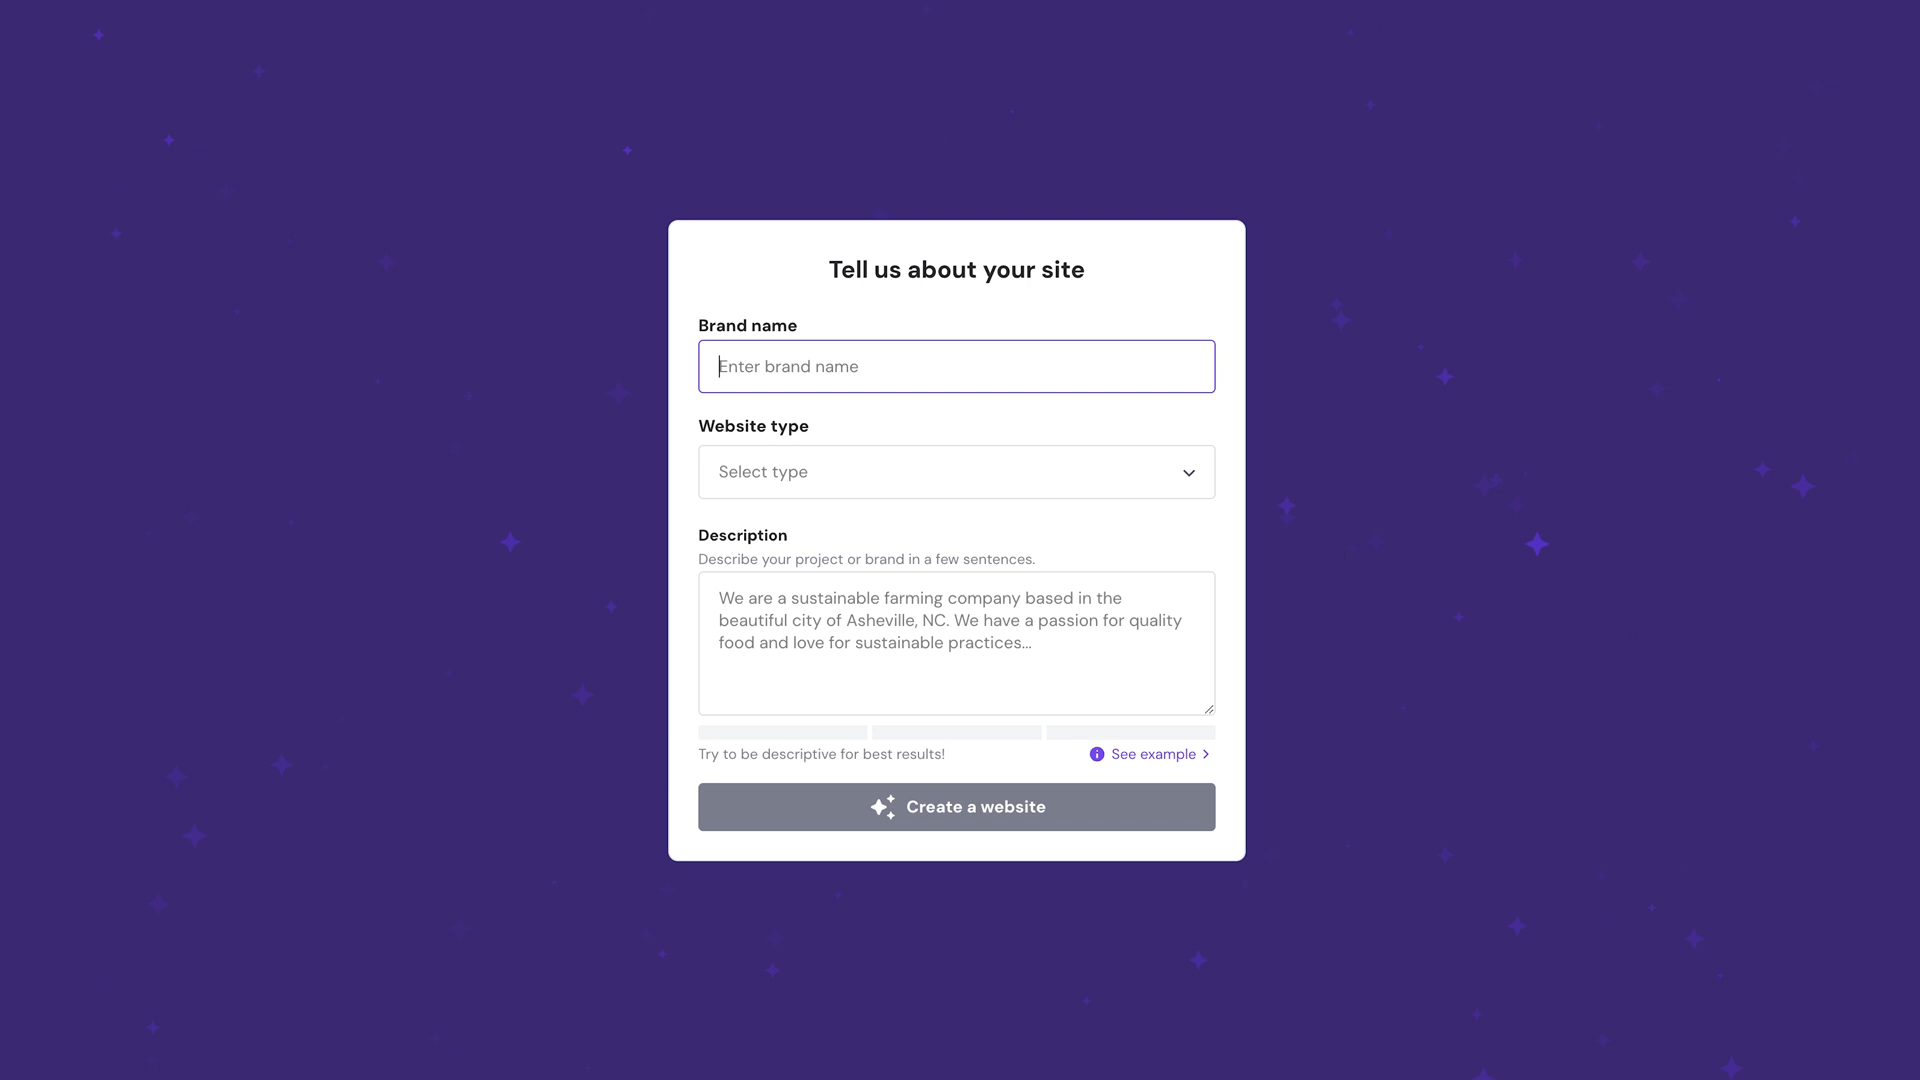 Tell us about your site
Brand name
Enter brand name
Website type
Select type
Description
Describe your project or brand in a few sentences.
We are a sustainable farming company based in the
beautiful city of Asheville, NC. We have a passion for quality
food and love for sustainable practices...
Try to be descriptive for best results!
See example
Create a website